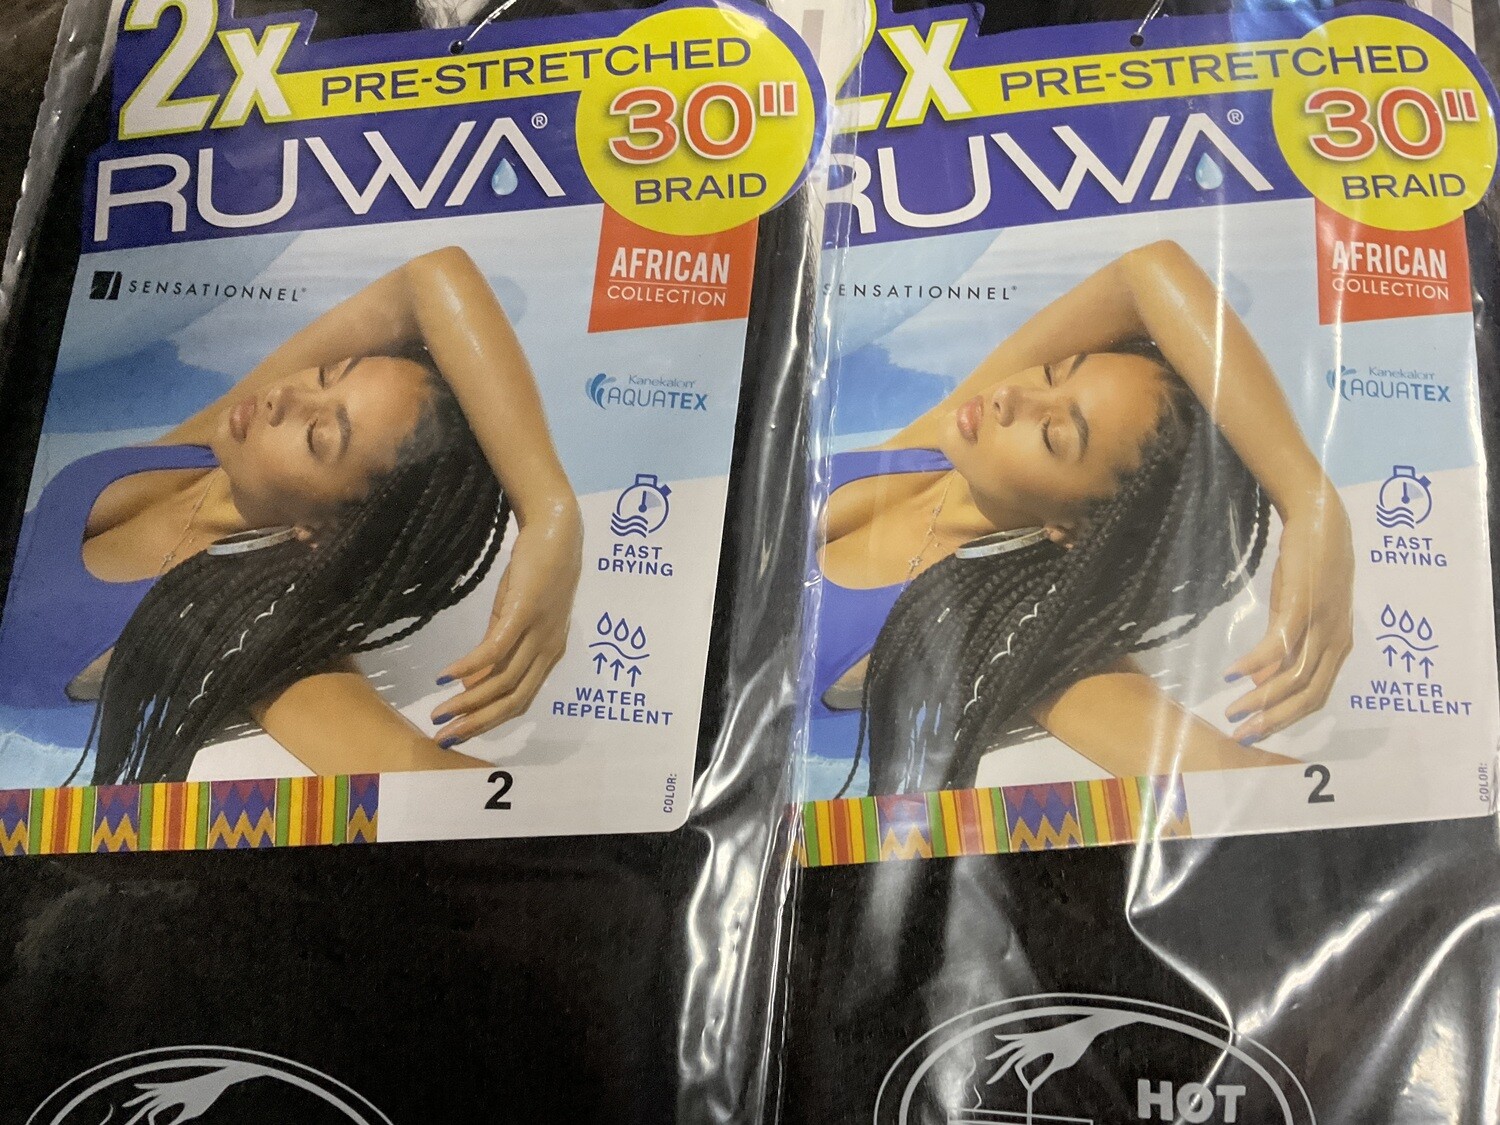 2x PRE-STRETCHED
30"
BRAID
RUWA®
AFRICAN
COLLECTION
SENSATIONNEL®
Kanekalon
AQUATEX
FAST
DRYING
WATER
REPELLENT
2
COLOR:
2x PRE-STRETCHED
30"
BRAID
RUWA®
AFRICAN
COLLECTION
SENSATIONNEL®
Kanekalon
AQUATEX
FAST
DRYING
WATER
REPELLENT
2
COLOR:
HOT